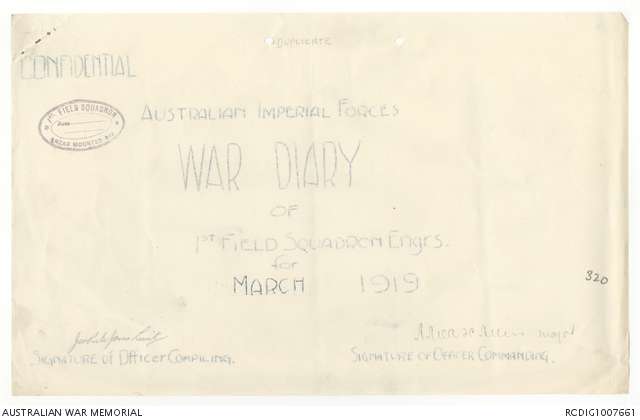 DUPLICATE
CONFIDENTIAL
1ST FIELD SQUADRON
Date
ANZAC MOUNTED DIV
AUSTRALIAN IMPERIAL FORCES
WAR DIARY
OF
1ST FIELD SQUADRON Engrs.
for
MARCH 1919
320
Major
SIGNATURE of OFFICER COMPILING.
SIGNATURE OF OFFICER COMMANDING.
AUSTRALIAN WAR MEMORIAL
RCDIG1007661